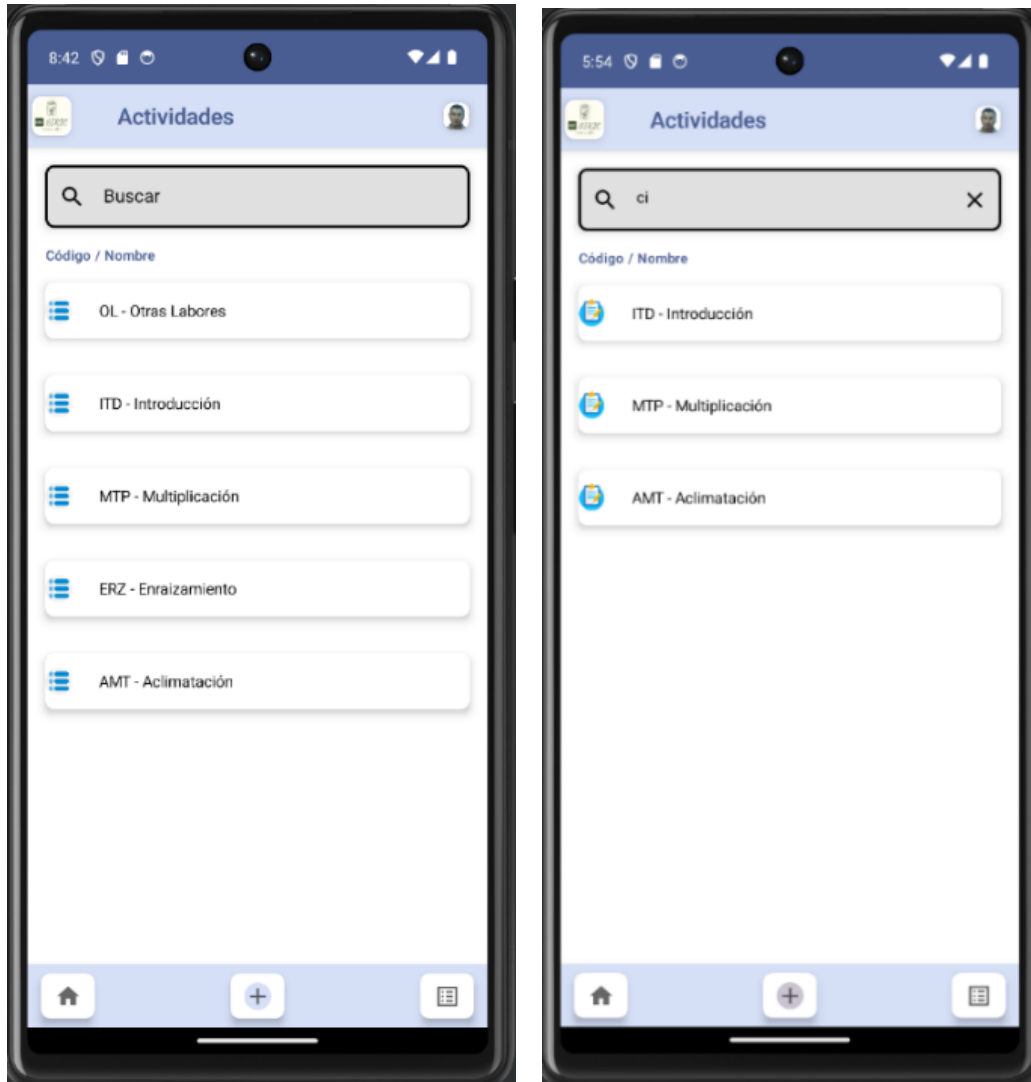 8:42
Actividades
Buscar
Código / Nombre
OL - Otras Labores
ITD - Introducción
MTP - Multiplicación
ERZ - Enraizamiento
AMT - Aclimatación
5:54
Actividades
ci
Código / Nombre
ITD - Introducción
MTP - Multiplicación
AMT - Aclimatación